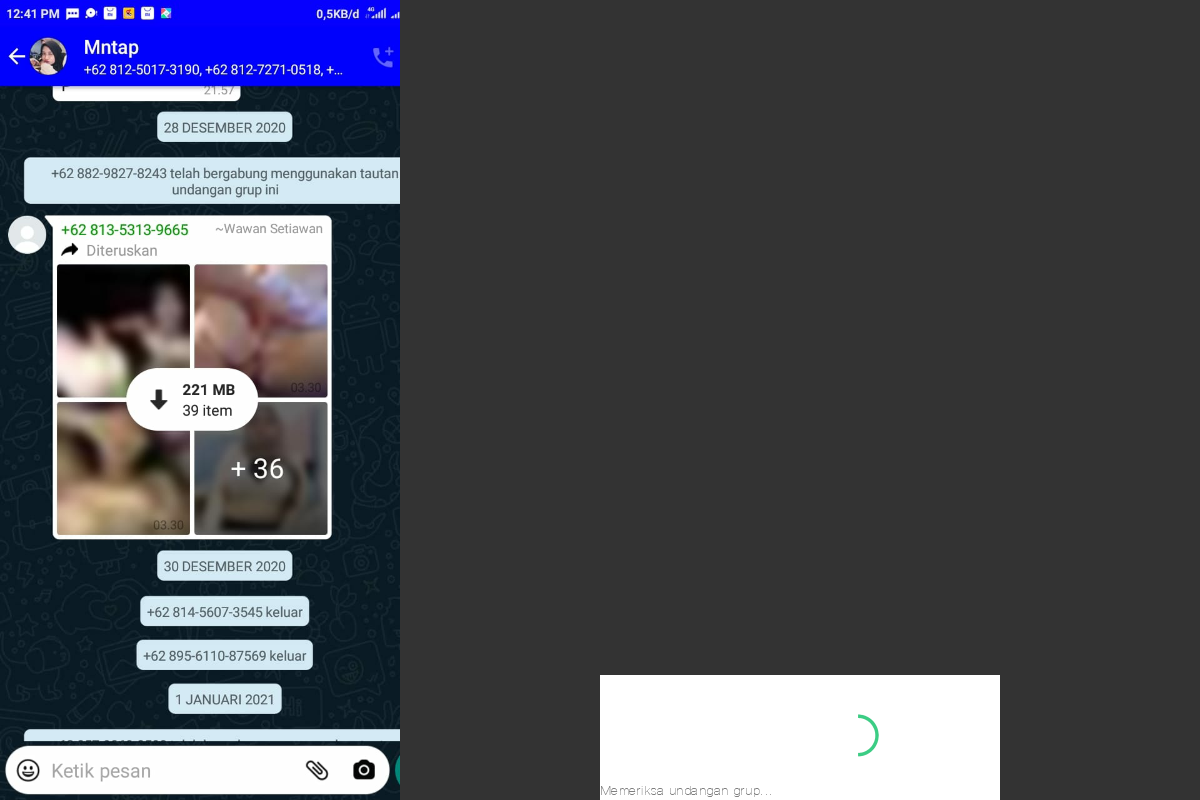 12:41 PM
0,5KB/d
Mntap
+62 812-5017-3190, +62 812-7271-0518, +...
21.57
28 DESEMBER 2020
+62 882-9827-8243 telah bergabung menggunakan tautan
undangan grup ini
+62 813-5313-9665 ~Wawan Setiawan
Diteruskan
03.30
221 MB
39 item
+ 36
03.30
30 DESEMBER 2020
+62 814-5607-3545 keluar
+62 895-6110-87569 keluar
1 JANUARI 2021
Ketik pesan
Memeriksa undangan grup...